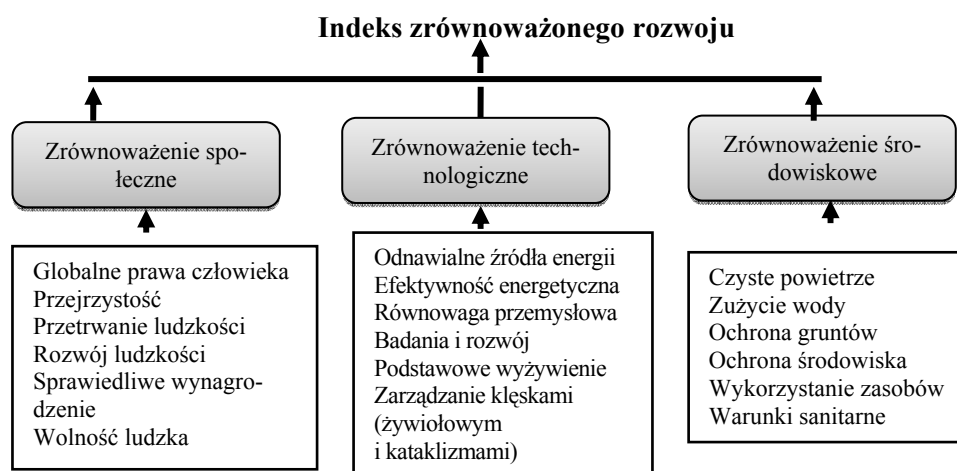 Indeks zrównoważonego rozwoju
Zrównoważenie spo-
łeczne
Zrównoważenie tech-
nologiczne
Zrównoważenie śro-
dowiskowe
Globalne prawa człowieka
Przejrzystość
Przetrwanie ludzkości
Rozwój ludzkości
Sprawiedliwe wynagro-
dzenie
Wolność ludzka
Odnawialne źródła energii
Efektywność energetyczna
Równowaga przemysłowa
Badania i rozwój
Podstawowe wyżywienie
Zarządzanie klęskami
(żywiołowym
i kataklizmami)
Czyste powietrze
Zużycie wody
Ochrona gruntów
Ochrona środowiska
Wykorzystanie zasobów
Warunki sanitarne